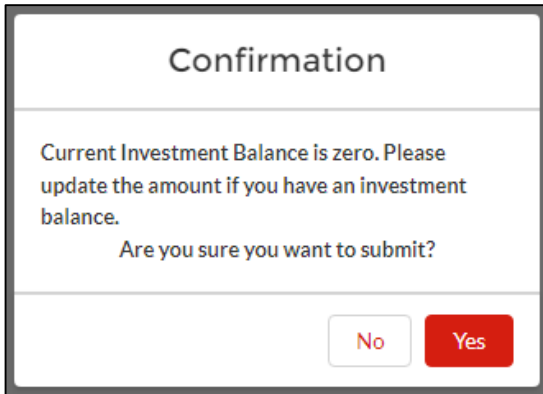 Confirmation
Current Investment Balance is zero. Please
update the amount if you have an investment
balance.
Are you sure you want to submit?
No
Yes